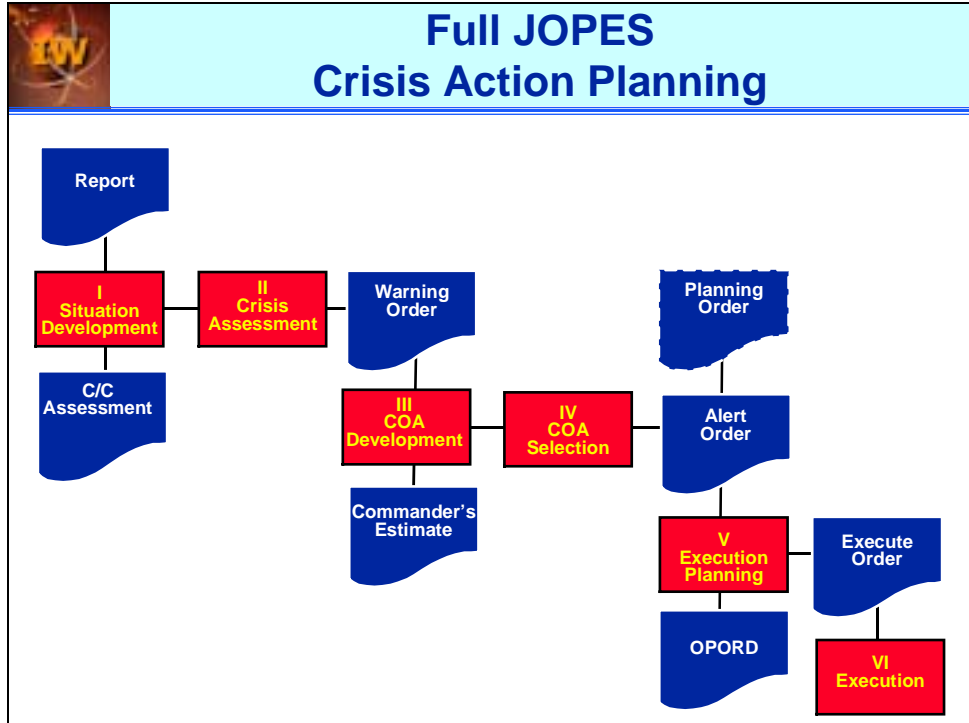 IW
Full JOPES
Crisis Action Planning
Report
I
Situation
Development
II
Crisis
Assessment
Warning
Order
Planning
Order
C/C
Assessment
III
COA
Development
IV
COA
Selection
Alert
Order
Commander's
Estimate
V
Execution
Planning
Execute
Order
OPORD
VI
Execution